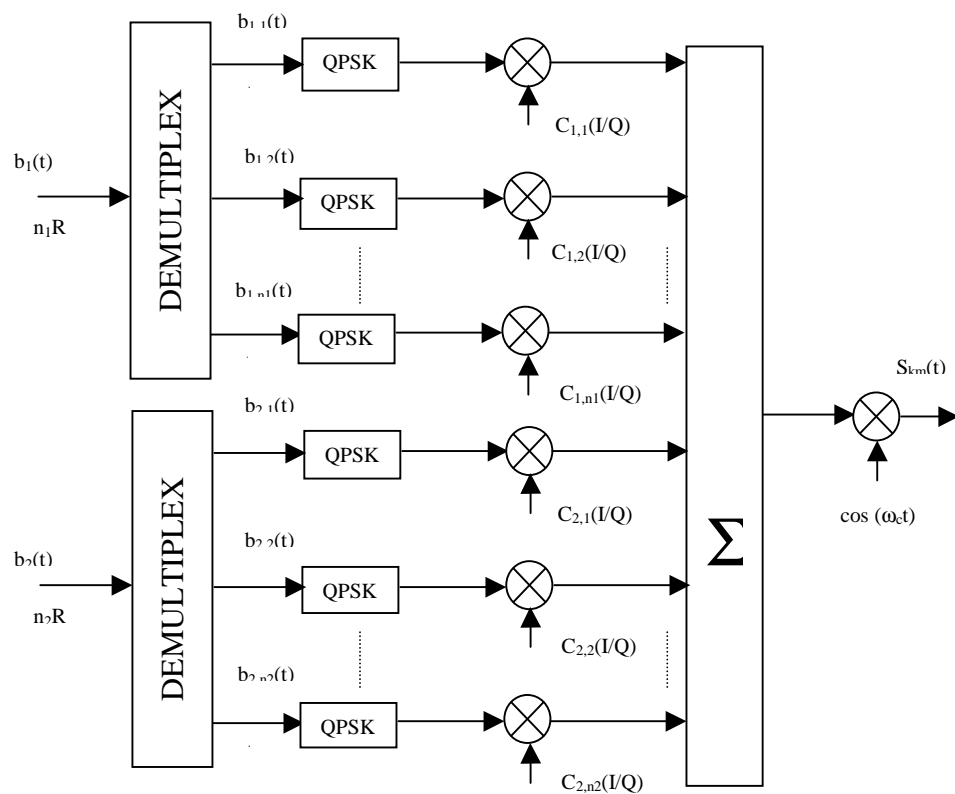 b1,1(t)
QPSK
C1,1(I/Q)
b1(t)
n1R
DEMULTIPLEX
b1,2(t)
QPSK
C1,2(I/Q)
b1,n1(t)
QPSK
C1,n1(I/Q)
b2(t)
n2R
DEMULTIPLEX
b2,1(t)
QPSK
C2,1(I/Q)
b2,2(t)
QPSK
C2,2(I/Q)
b2,n2(t)
QPSK
C2,n2(I/Q)
Σ
Skm(t)
cos (ωct)